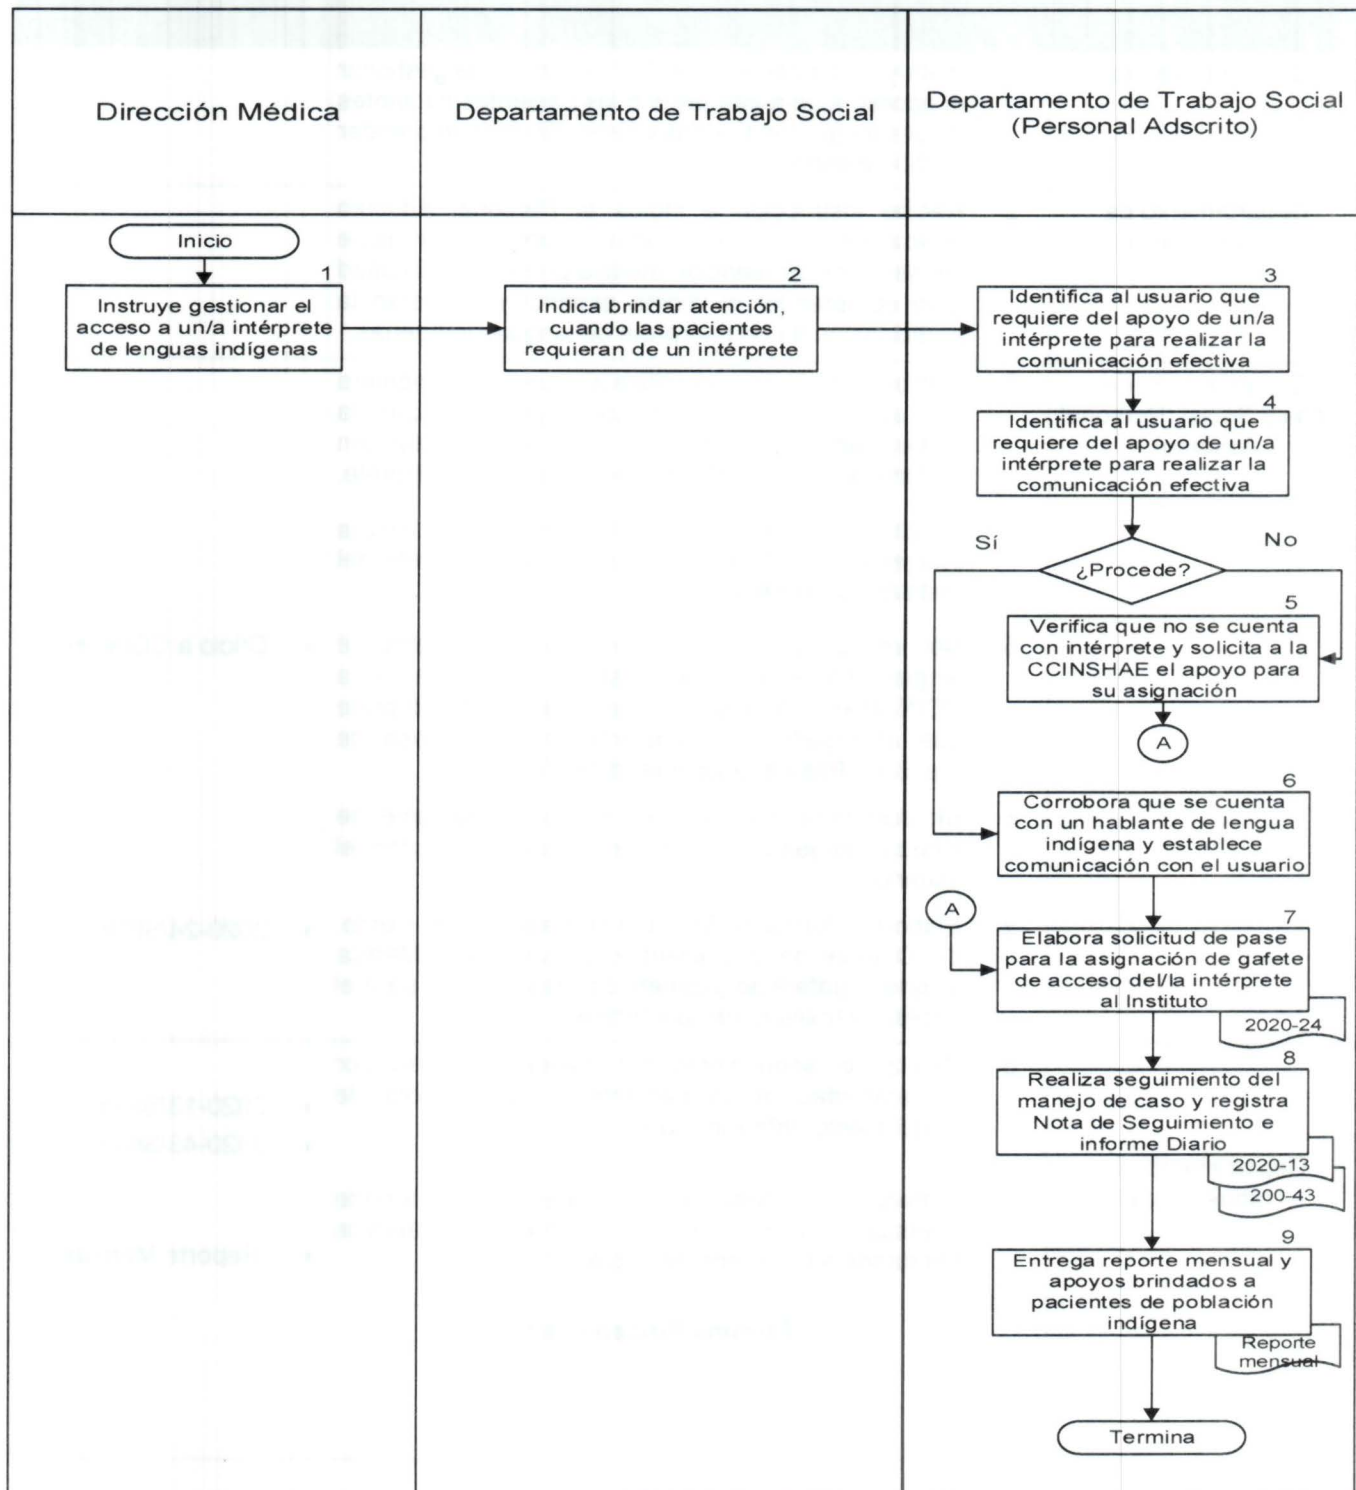 Dirección Médica
Departamento de Trabajo Social
Departamento de Trabajo Social
(Personal Adscrito)
Inicio
1
Instruye gestionar el
acceso a un/a intérprete
de lenguas indígenas
2
Indica brindar atención,
cuando las pacientes
requieran de un intérprete
3
Identifica al usuario que
requiere del apoyo de un/a
intérprete para realizar la
comunicación efectiva
4
Identifica al usuario que
requiere del apoyo de un/a
intérprete para realizar la
comunicación efectiva
Sí
No
¿Procede?
5
Verifica que no se cuenta
con intérprete y solicita a la
CCINSHAE el apoyo para
su asignación
A
6
Corrobora que se cuenta
con un hablante de lengua
indígena y establece
comunicación con el usuario
A
7
Elabora solicitud de pase
para la asignación de gafete
de acceso del/la intérprete
al Instituto
2020-24
8
Realiza seguimiento del
manejo de caso y registra
Nota de Seguimiento e
informe Diario
2020-13
200-43
9
Entrega reporte mensual y
apoyos brindados a
pacientes de población
indígena
Reporte
mensual
Termina